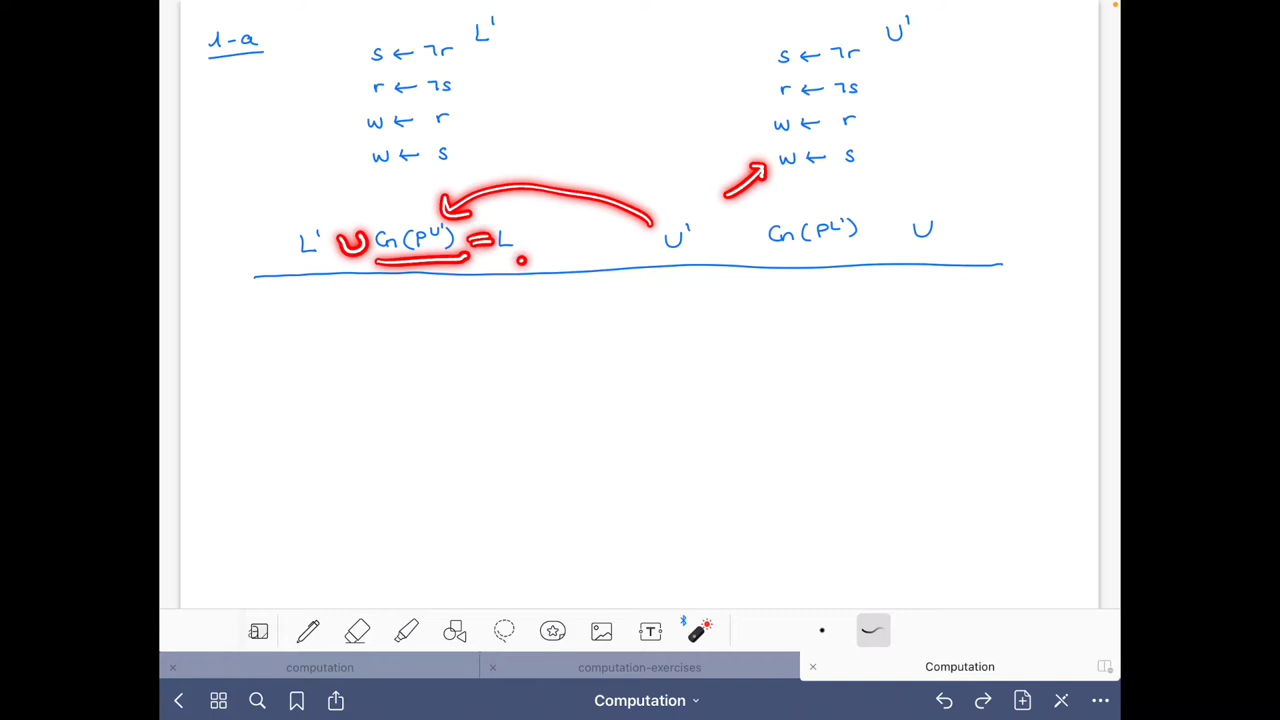 1-a L' U'
s ← ¬r s ← ¬r
r ← ¬s r ← ¬s
w ← r w ← r
w ← s w ← s
L' ∪ Cn(P^U') = L U' Cn(P^L') U
T
computation computation-exercises Computation
Computation